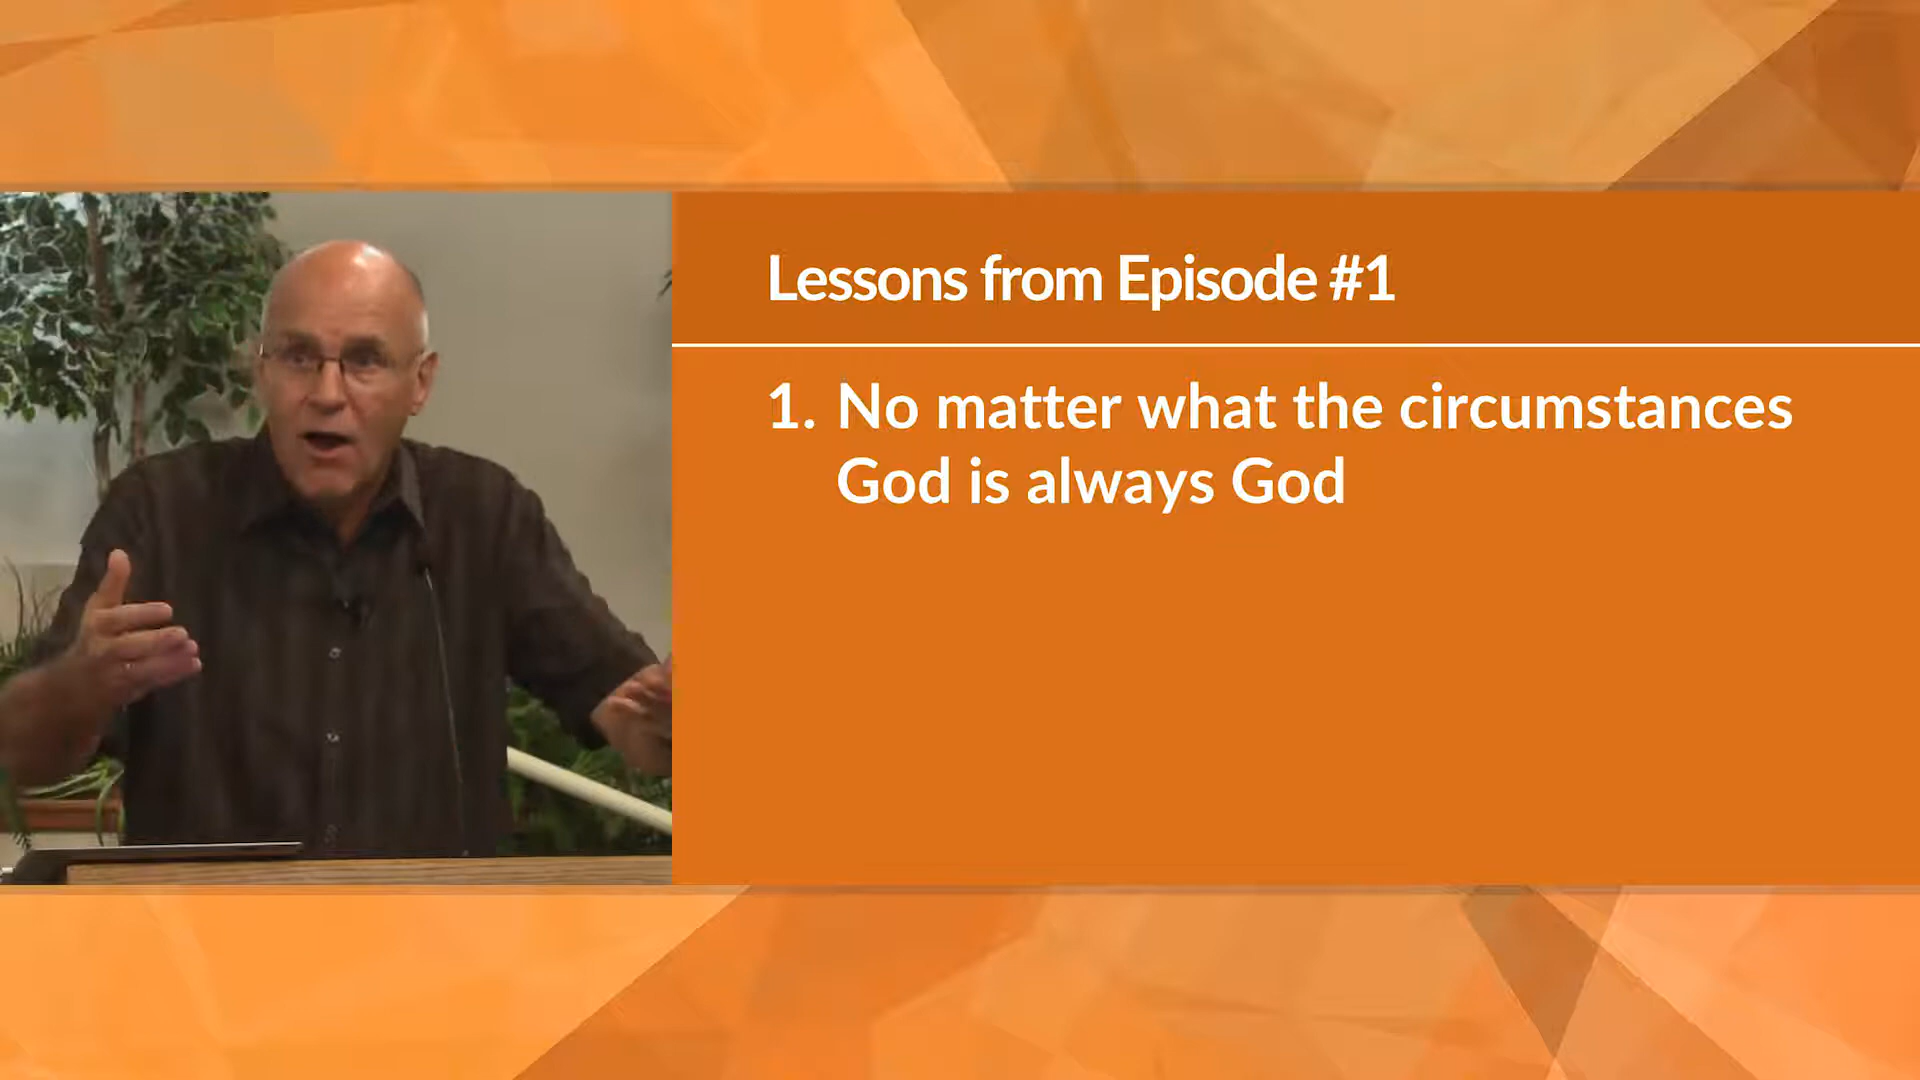 Lessons from Episode #1
1. No matter what the circumstances
God is always God